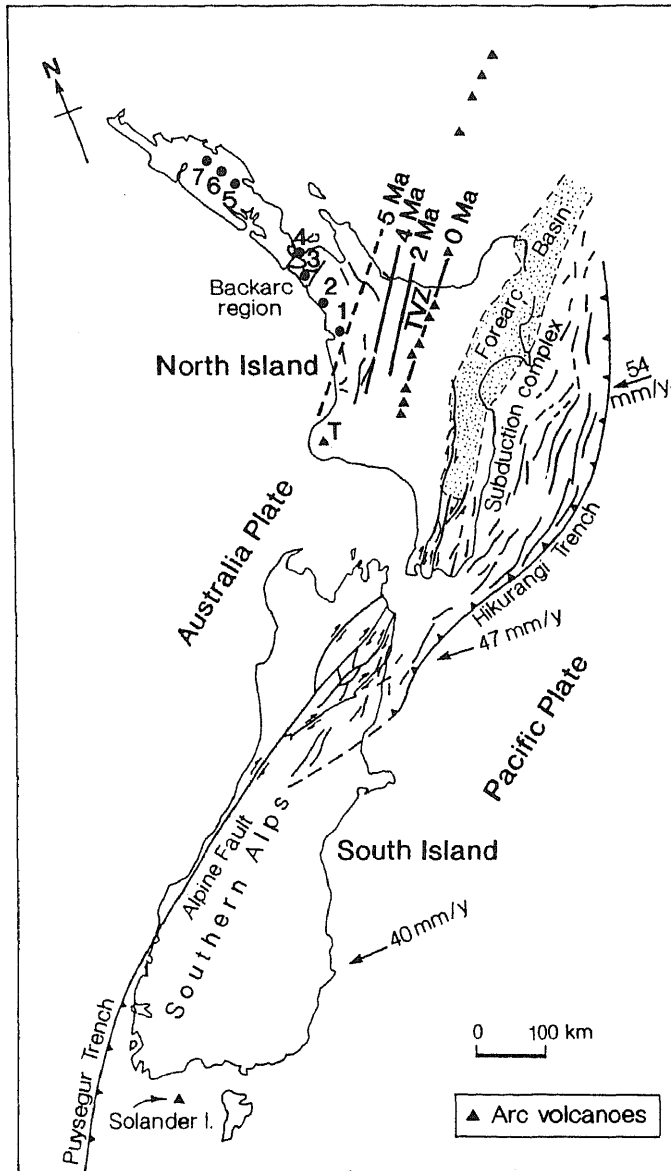 N
5 Ma
4 Ma
2 Ma
0 Ma
TVZ
7
6
5
4
3
2
1
Backarc
region
North Island
T
Forearc
Basin
Subduction complex
54
mm/y
Hikurangi Trench
Australia Plate
47 mm/y
Pacific Plate
Alpine Fault
Southern Alps
South Island
40 mm/y
Puysegur Trench
Solander I.
0 100 km
▲ Arc volcanoes